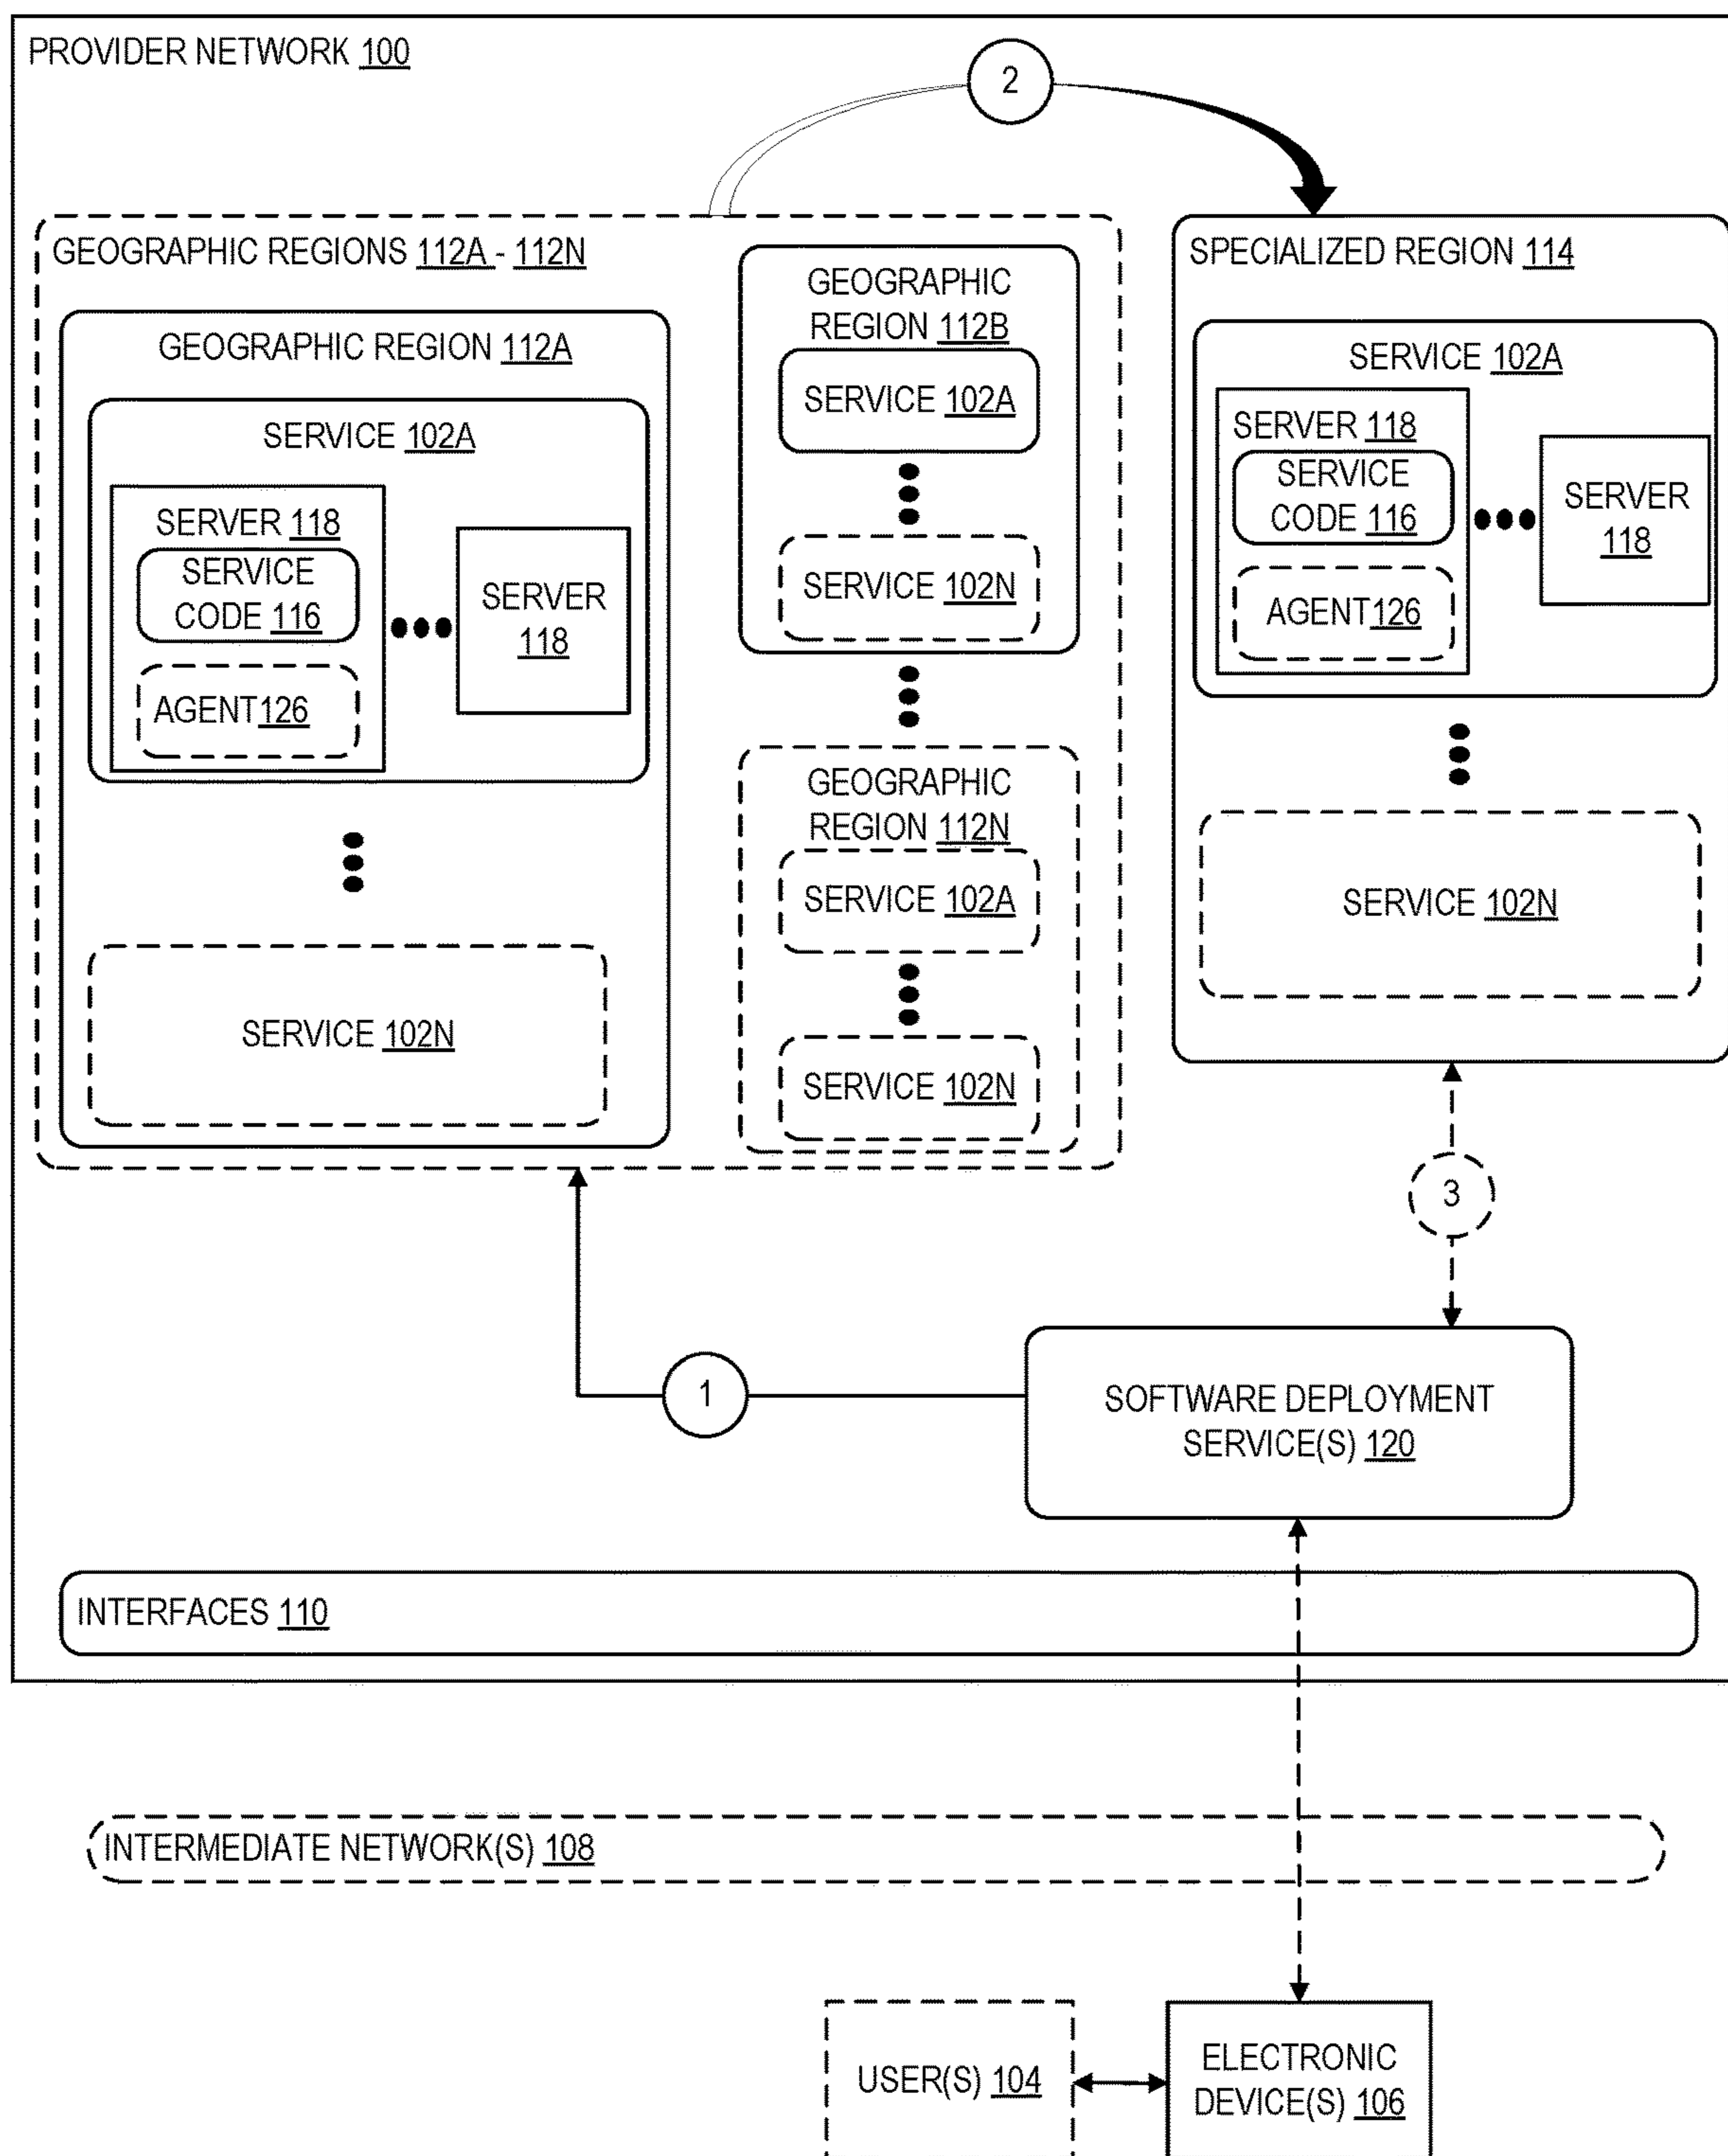 PROVIDER NETWORK 100
2
GEOGRAPHIC REGIONS 112A - 112N
GEOGRAPHIC REGION 112A
SERVICE 102A
SERVER 118
SERVICE
CODE 116
AGENT126
SERVER
118
SERVICE 102N
GEOGRAPHIC
REGION 112B
SERVICE 102A
SERVICE 102N
GEOGRAPHIC
REGION 112N
SERVICE 102A
SERVICE 102N
SPECIALIZED REGION 114
SERVICE 102A
SERVER 118
SERVICE
CODE 116
AGENT126
SERVER
118
SERVICE 102N
3
1
SOFTWARE DEPLOYMENT
SERVICE(S) 120
INTERFACES 110
INTERMEDIATE NETWORK(S) 108
USER(S) 104
ELECTRONIC
DEVICE(S) 106